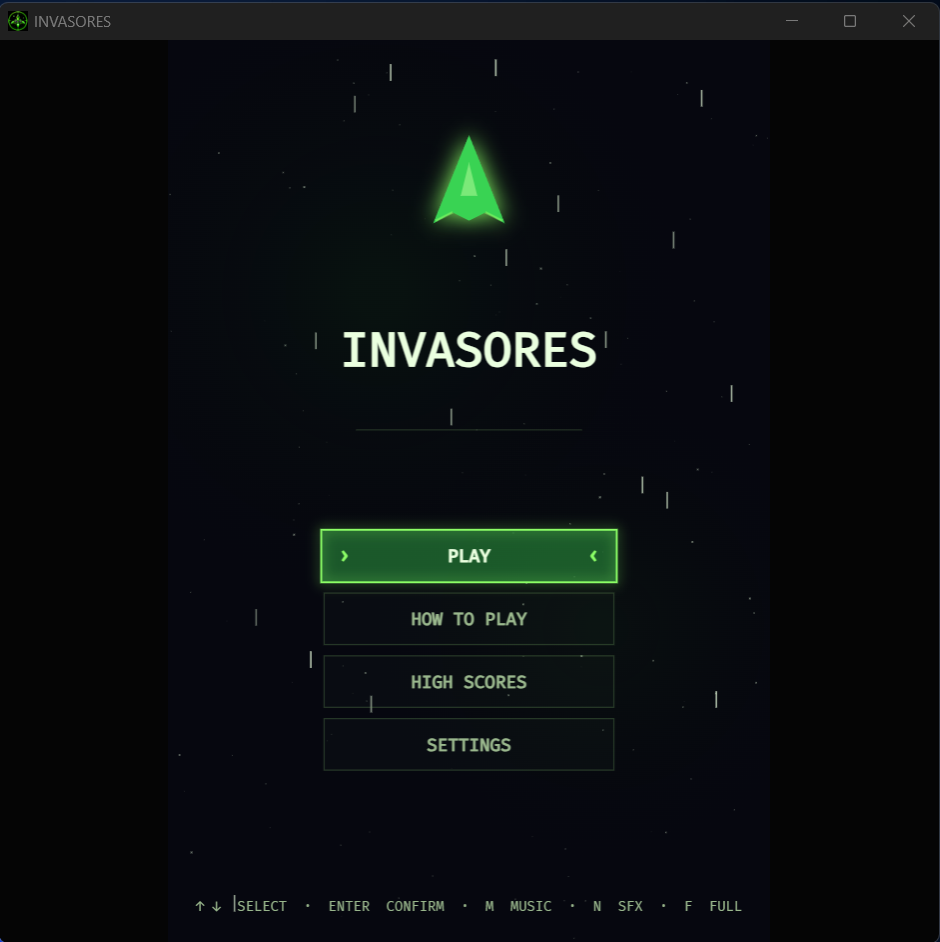 INVASORES
INVASORES
› PLAY ‹
HOW TO PLAY
HIGH SCORES
SETTINGS
↑ ↓ SELECT · ENTER CONFIRM · M MUSIC · N SFX · F FULL